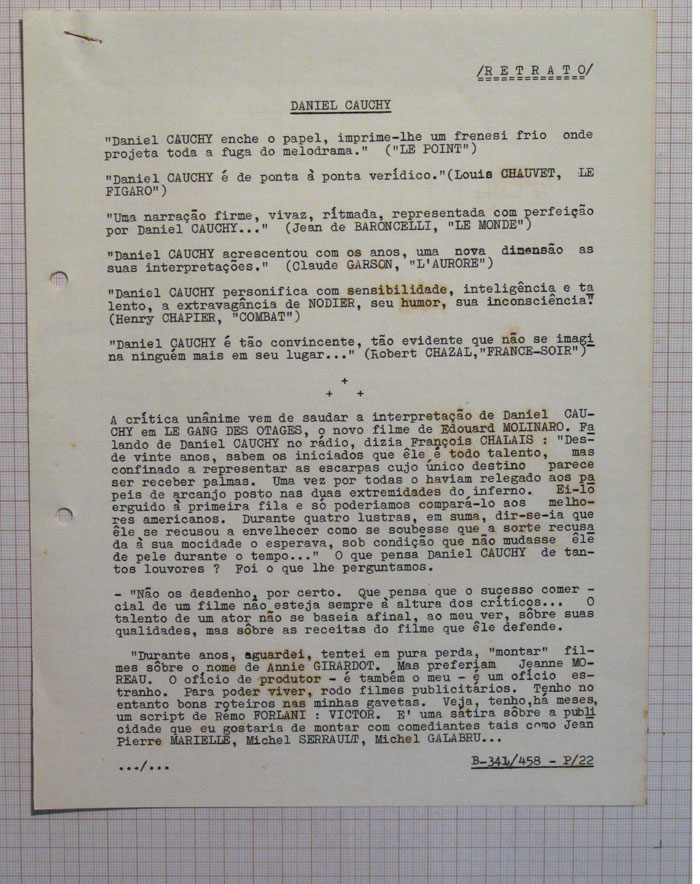 /R E T R A T O/
DANIEL CAUCHY
"Daniel CAUCHY enche o papel, imprime-lhe um frenesi frio onde
projeta toda a fuga do melodrama." ("LE POINT")
"Daniel CAUCHY é de ponta à ponta verídico."(Louis CHAUVET, LE
FIGARO")
"Uma narração firme, vivaz, rítmada, representada com perfeição
por Daniel CAUCHY..." (Jean de BARONCELLI, "LE MONDE")
"Daniel CAUCHY acrescentou com os anos, uma nova dimensão as
suas interpretações." (Claude GARSON, "L'AURORE")
"Daniel CAUCHY personifica com sensibilidade, inteligência e ta
lento, a extravagância de NODIER, seu humor, sua inconsciência."
(Henry CHAPIER, "COMBAT")
"Daniel CAUCHY é tão convincente, tão evidente que não se imagi
na ninguém mais em seu lugar..." (Robert CHAZAL,"FRANCE-SOIR")
+
+ +
A crítica unânime vem de saudar a interpretação de Daniel CAU-
CHY em LE GANG DES OTAGES, o novo filme de Edouard MOLINARO. Fa
lando de Daniel CAUCHY no rádio, dizia François CHALAIS : "Des-
de vinte anos, sabem os iniciados que êle é todo talento, mas
confinado a representar as escarpas cujo único destino parece
ser receber palmas. Uma vez por todas o haviam relegado aos pa
peis de arcanjo posto nas duas extremidades do inferno. Ei-lo
erguido à primeira fila e só poderiamos compará-lo aos melho-
res americanos. Durante quatro lustras, em suma, dir-se-ia que
êle se recusou a envelhecer como se soubesse que a sorte recusa
da à sua mocidade o esperava, sob condição que não mudasse êle
de pele durante o tempo..." O que pensa Daniel CAUCHY de tan-
tos louvores ? Foi o que lhe perguntamos.
- "Não os desdenho, por certo. Que pensa que o sucesso comer -
cial de um filme não esteja sempre à altura dos críticos... O
talento de um ator não se baseia afinal, ao meu ver, sôbre suas
qualidades, mas sôbre as receitas do filme que êle defende.
"Durante anos, aguardei, tentei em pura perda, "montar" fil-
mes sôbre o nome de Annie GIRARDOT. Mas preferiam Jeanne MO-
REAU. O ofício de produtor - é também o meu - é um ofício es-
tranho. Para poder viver, rodo filmes publicitários. Tenho no
entanto bons roteiros nas minhas gavetas. Veja, tenho,há meses,
um script de Rémo FORLANI : VICTOR. E' uma sátira sôbre a publi
cidade que eu gostaria de montar com comediantes tais como Jean
Pierre MARIELLE, Michel SERRAULT, Michel GALABRU...
.../...
B-341/458 - P/22